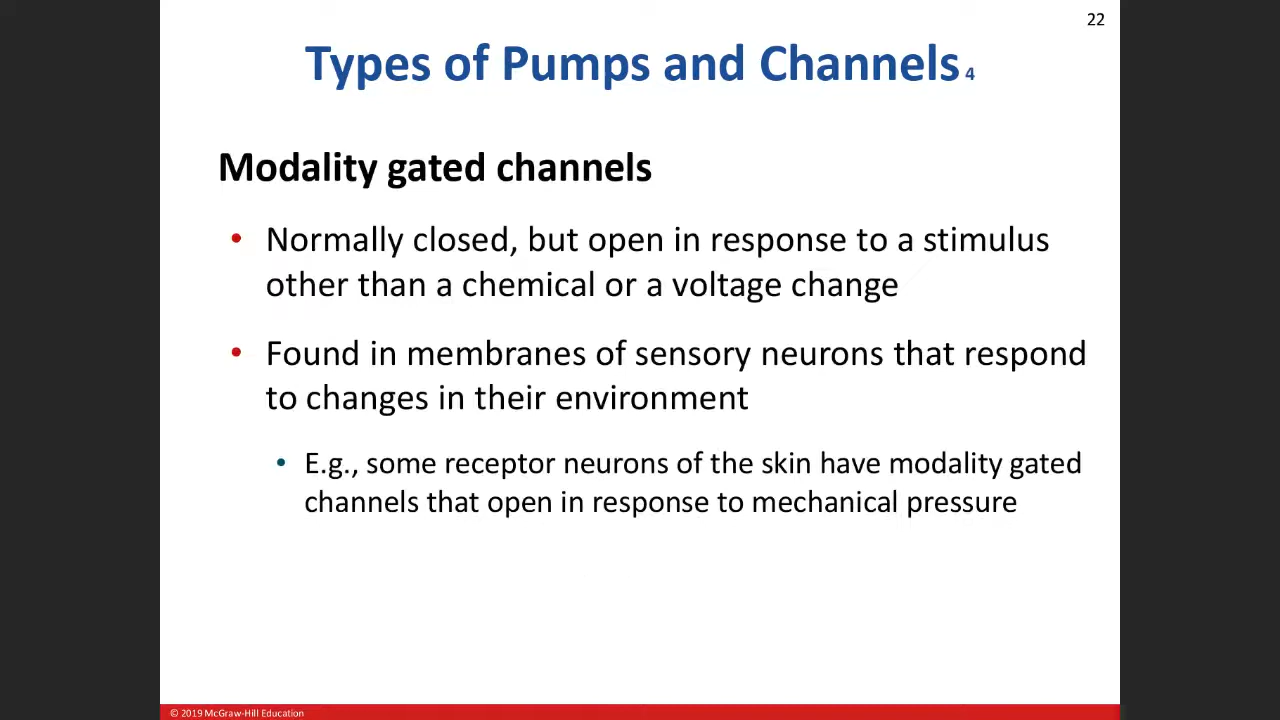 22
Types of Pumps and Channels 4
Modality gated channels
• Normally closed, but open in response to a stimulus
other than a chemical or a voltage change
• Found in membranes of sensory neurons that respond
to changes in their environment
• E.g., some receptor neurons of the skin have modality gated
channels that open in response to mechanical pressure
© 2019 McGraw-Hill Education